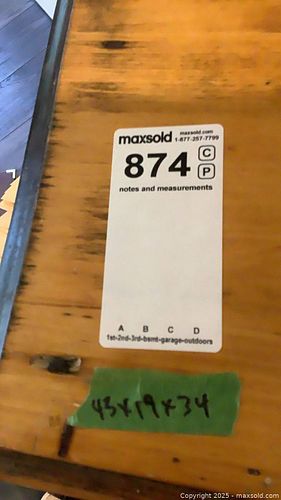 maxsold
maxsold.com
1-877-257-7799
874
C
P
notes and measurements
A B C D
1st-2nd-3rd-bsmt-garage-outdoors
43x19x34
Copyright 2025 - maxsold.com